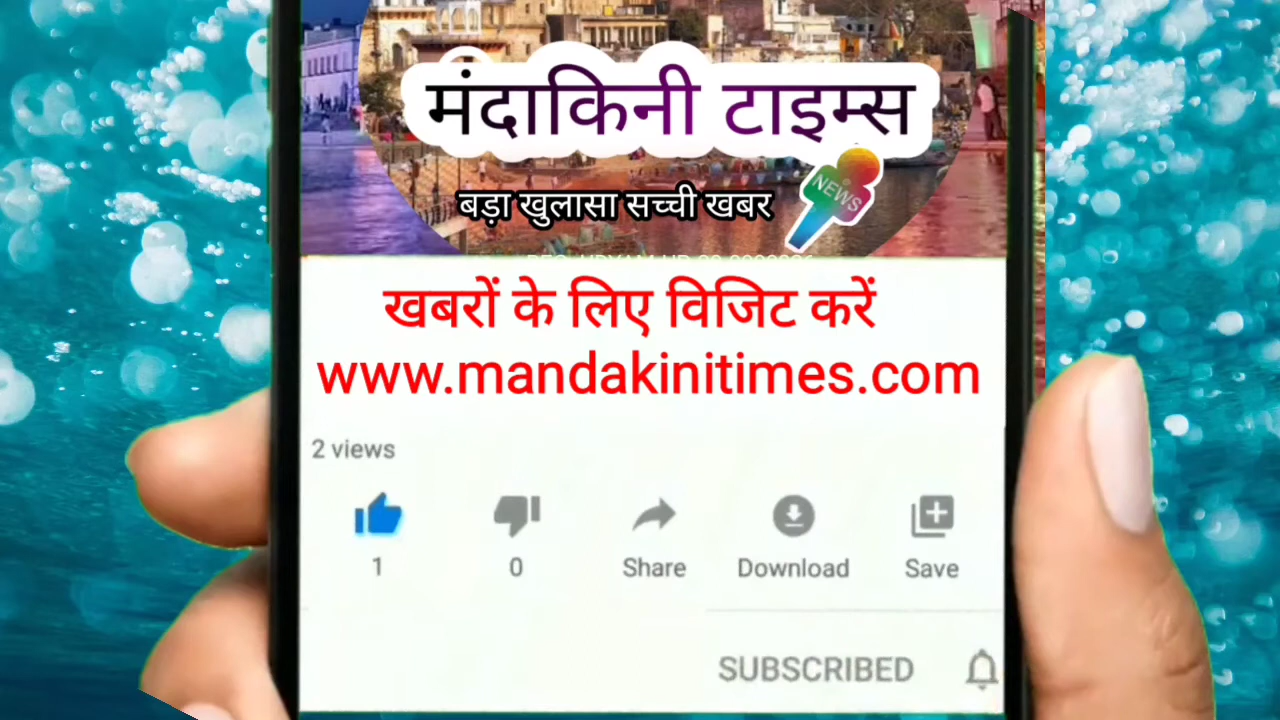 मंदाकिनी टाइम्स
NEWS
बड़ा खुलासा सच्ची खबर
खबरों के लिए विजिट करें
www.mandakinitimes.com
2 views
1 0 Share Download Save
SUBSCRIBED